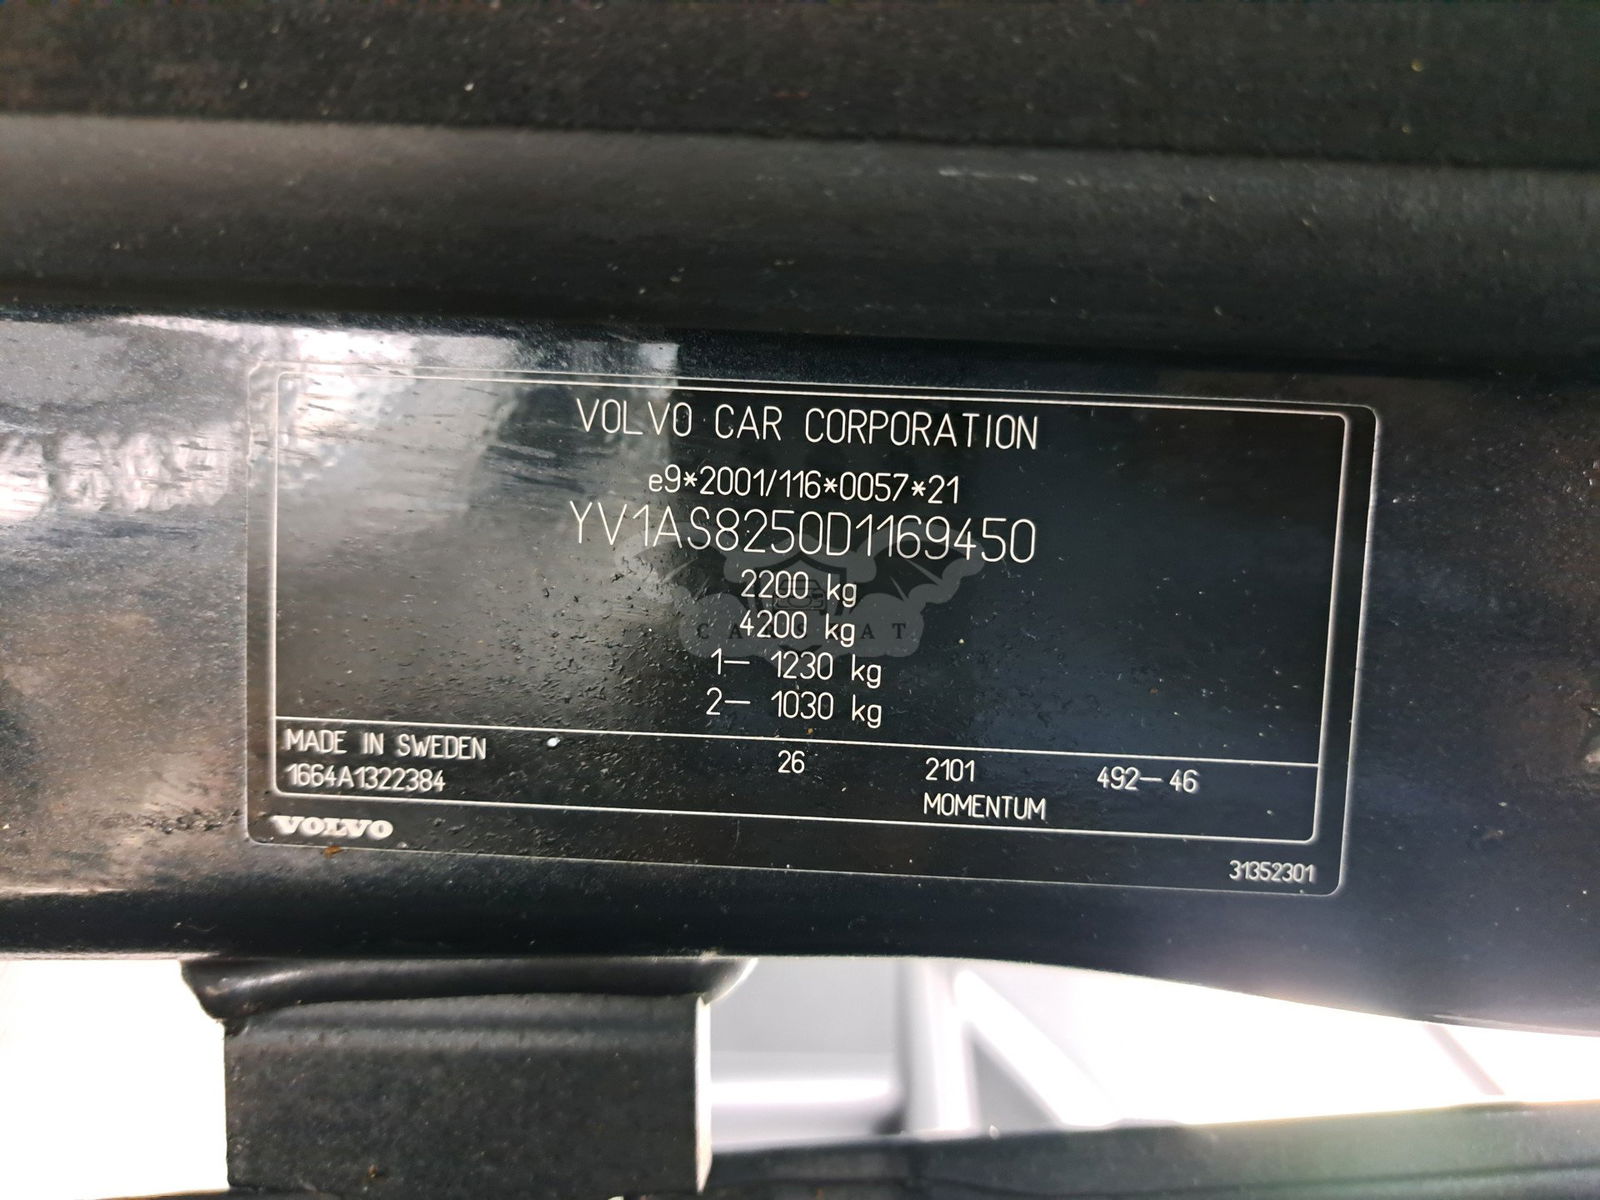 VOLVO CAR CORPORATION
e9*2001/116*0057*21
YV1AS8250D1169450
2200 kg
4200 kg
1— 1230 kg
2— 1030 kg
MADE IN SWEDEN 26 2101 492—46
1664A1322384 MOMENTUM
VOLVO
31352301